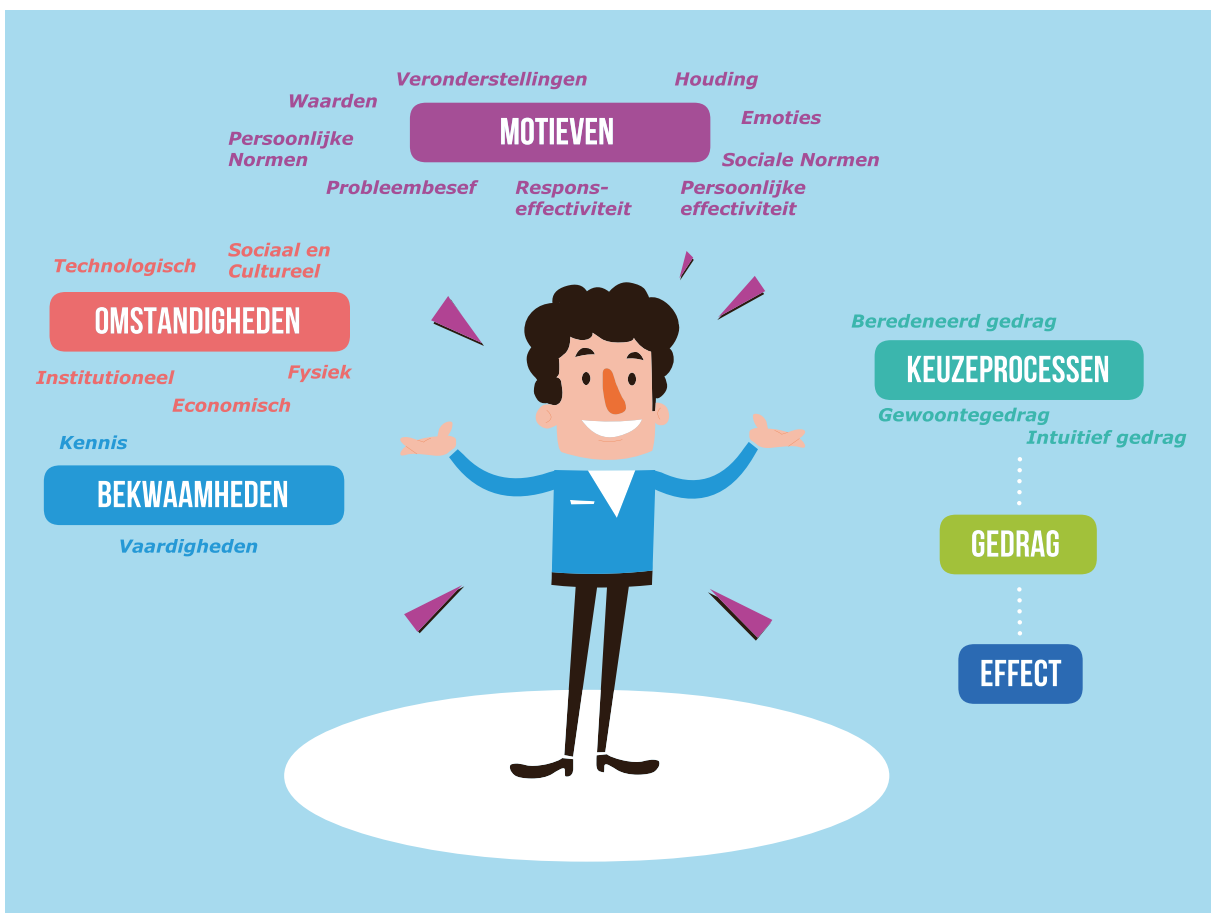 Veronderstellingen
Houding
Waarden
MOTIEVEN
Emoties
Persoonlijke
Normen
Sociale Normen
Probleembesef
Respons-
effectiviteit
Persoonlijke
effectiviteit
Technologisch
Sociaal en
Cultureel
OMSTANDIGHEDEN
Institutioneel
Fysiek
Economisch
Kennis
BEKWAAMHEDEN
Vaardigheden
Beredeneerd gedrag
KEUZEPROCESSEN
Gewoontegedrag
Intuitief gedrag
GEDRAG
EFFECT